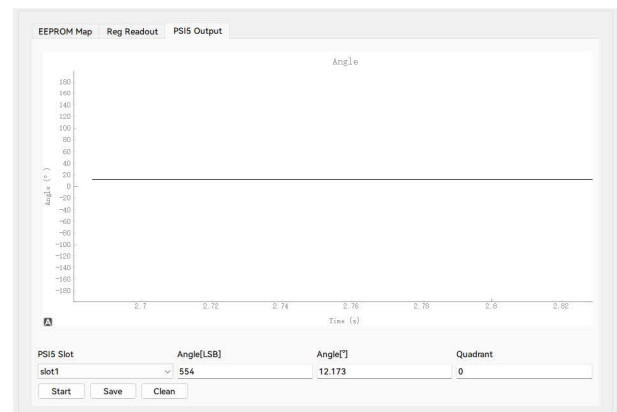 EEPROM Map Reg Readout PSI5 Output
Angle
180
160
140
120
100
80
60
40
20
0
-20
-40
-60
-80
-100
-120
-140
-160
-180
Angle (°)
2.7 2.72 2.74 2.76 2.78 2.8 2.82
Time (s)
A
PSI5 Slot Angle[LSB] Angle[°] Quadrant
slot1 554 12.173 0
Start Save Clean